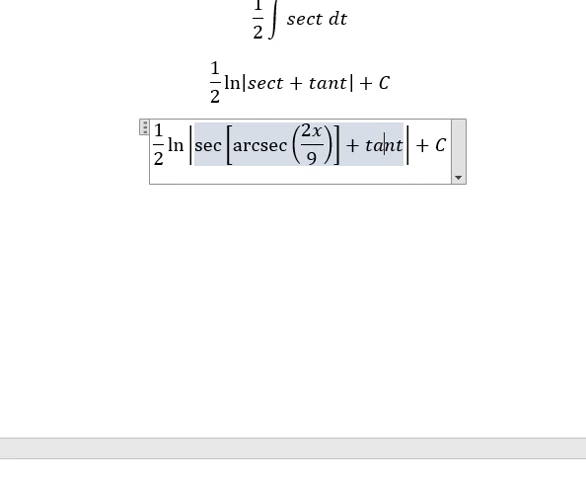 1/2 ∫ sect dt
1/2 ln|sect + tant| + C
1/2 ln|sec[arcsec(2x/9)] + tant| + C